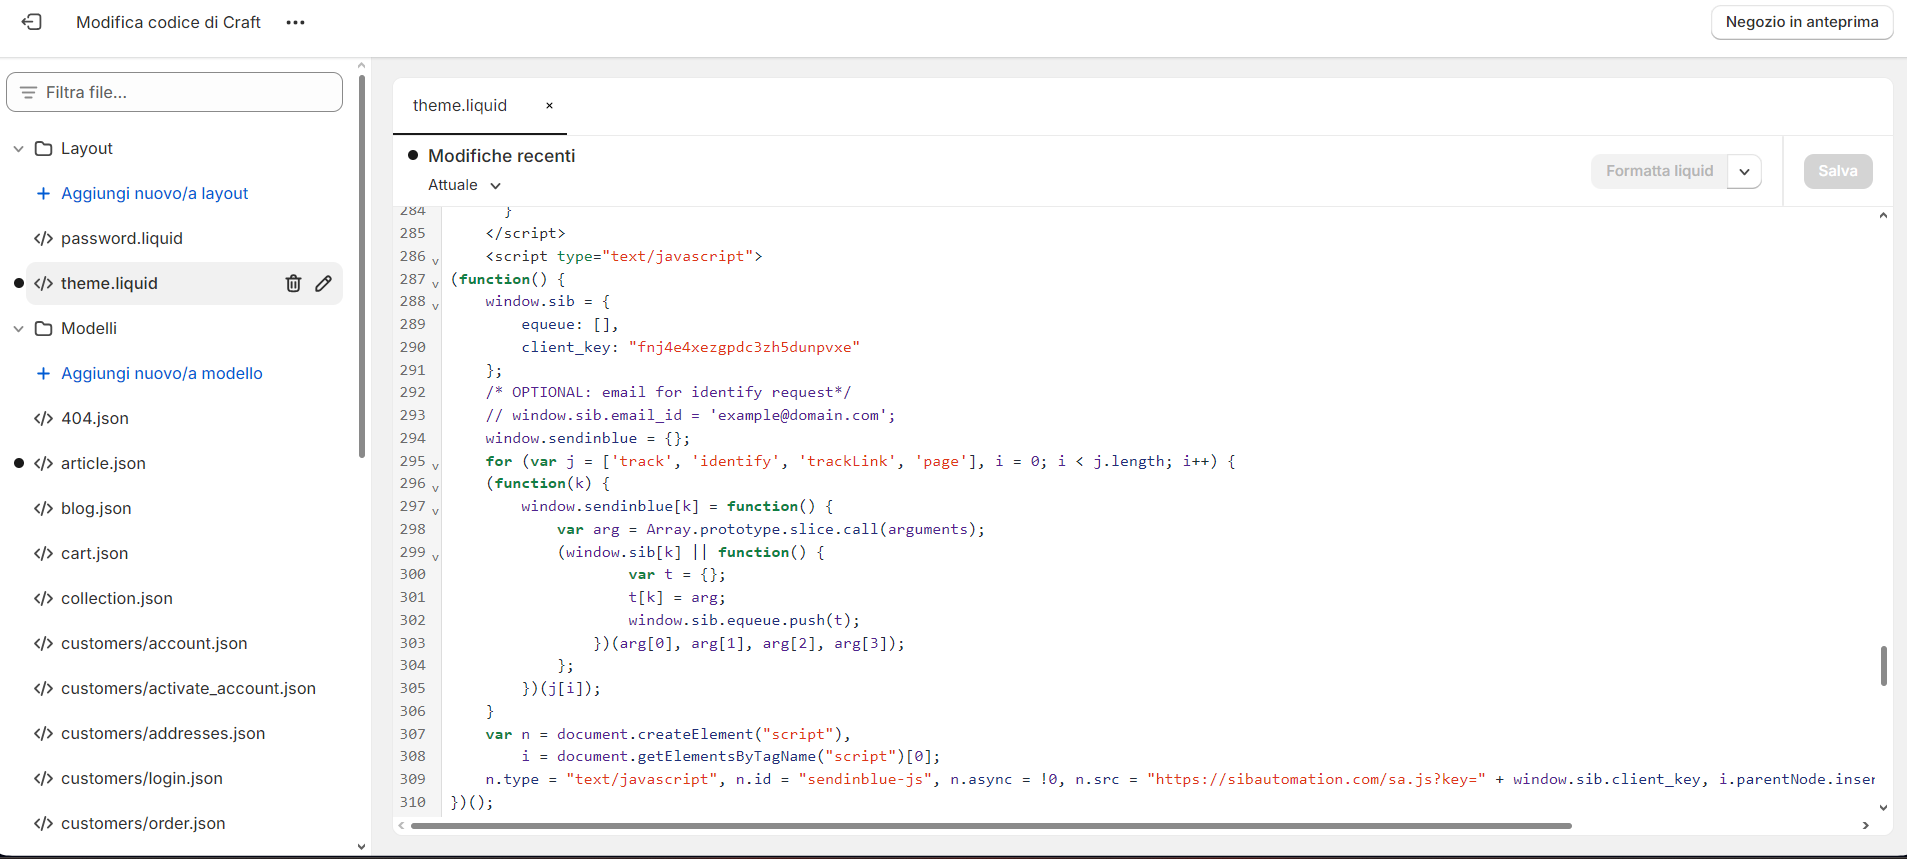 Modifica codice di Craft
Negozio in anteprima
Filtra file...
Layout
Aggiungi nuovo/a layout
password.liquid
theme.liquid
Modelli
Aggiungi nuovo/a modello
404.json
article.json
blog.json
cart.json
collection.json
customers/account.json
customers/activate_account.json
customers/addresses.json
customers/login.json
customers/order.json
theme.liquid ×
Modifiche recenti
Attuale
Formatta liquid
Salva
284 }
285 </script>
286 <script type="text/javascript">
287 (function() {
288 window.sib = {
289 equeue: [],
290 client_key: "fnj4e4xezgpdc3zh5dunpvxe"
291 };
292 /* OPTIONAL: email for identify request*/
293 // window.sib.email_id = 'example@domain.com';
294 window.sendinblue = {};
295 for (var j = ['track', 'identify', 'trackLink', 'page'], i = 0; i < j.length; i++) {
296 (function(k) {
297 window.sendinblue[k] = function() {
298 var arg = Array.prototype.slice.call(arguments);
299 (window.sib[k] || function() {
300 var t = {};
301 t[k] = arg;
302 window.sib.equeue.push(t);
303 })(arg[0], arg[1], arg[2], arg[3]);
304 };
305 })(j[i]);
306 }
307 var n = document.createElement("script"),
308 i = document.getElementsByTagName("script")[0];
309 n.type = "text/javascript", n.id = "sendinblue-js", n.async = !0, n.src = "https://sibautomation.com/sa.js?key=" + window.sib.client_key, i.parentNode.inser
310 })();